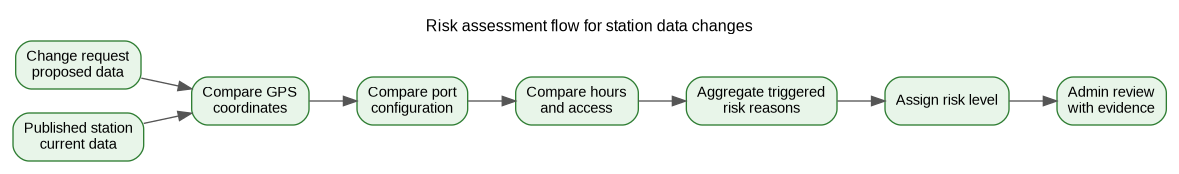 Risk assessment flow for station data changes
Change request
proposed data
Published station
current data
Compare GPS
coordinates
Compare port
configuration
Compare hours
and access
Aggregate triggered
risk reasons
Assign risk level
Admin review
with evidence